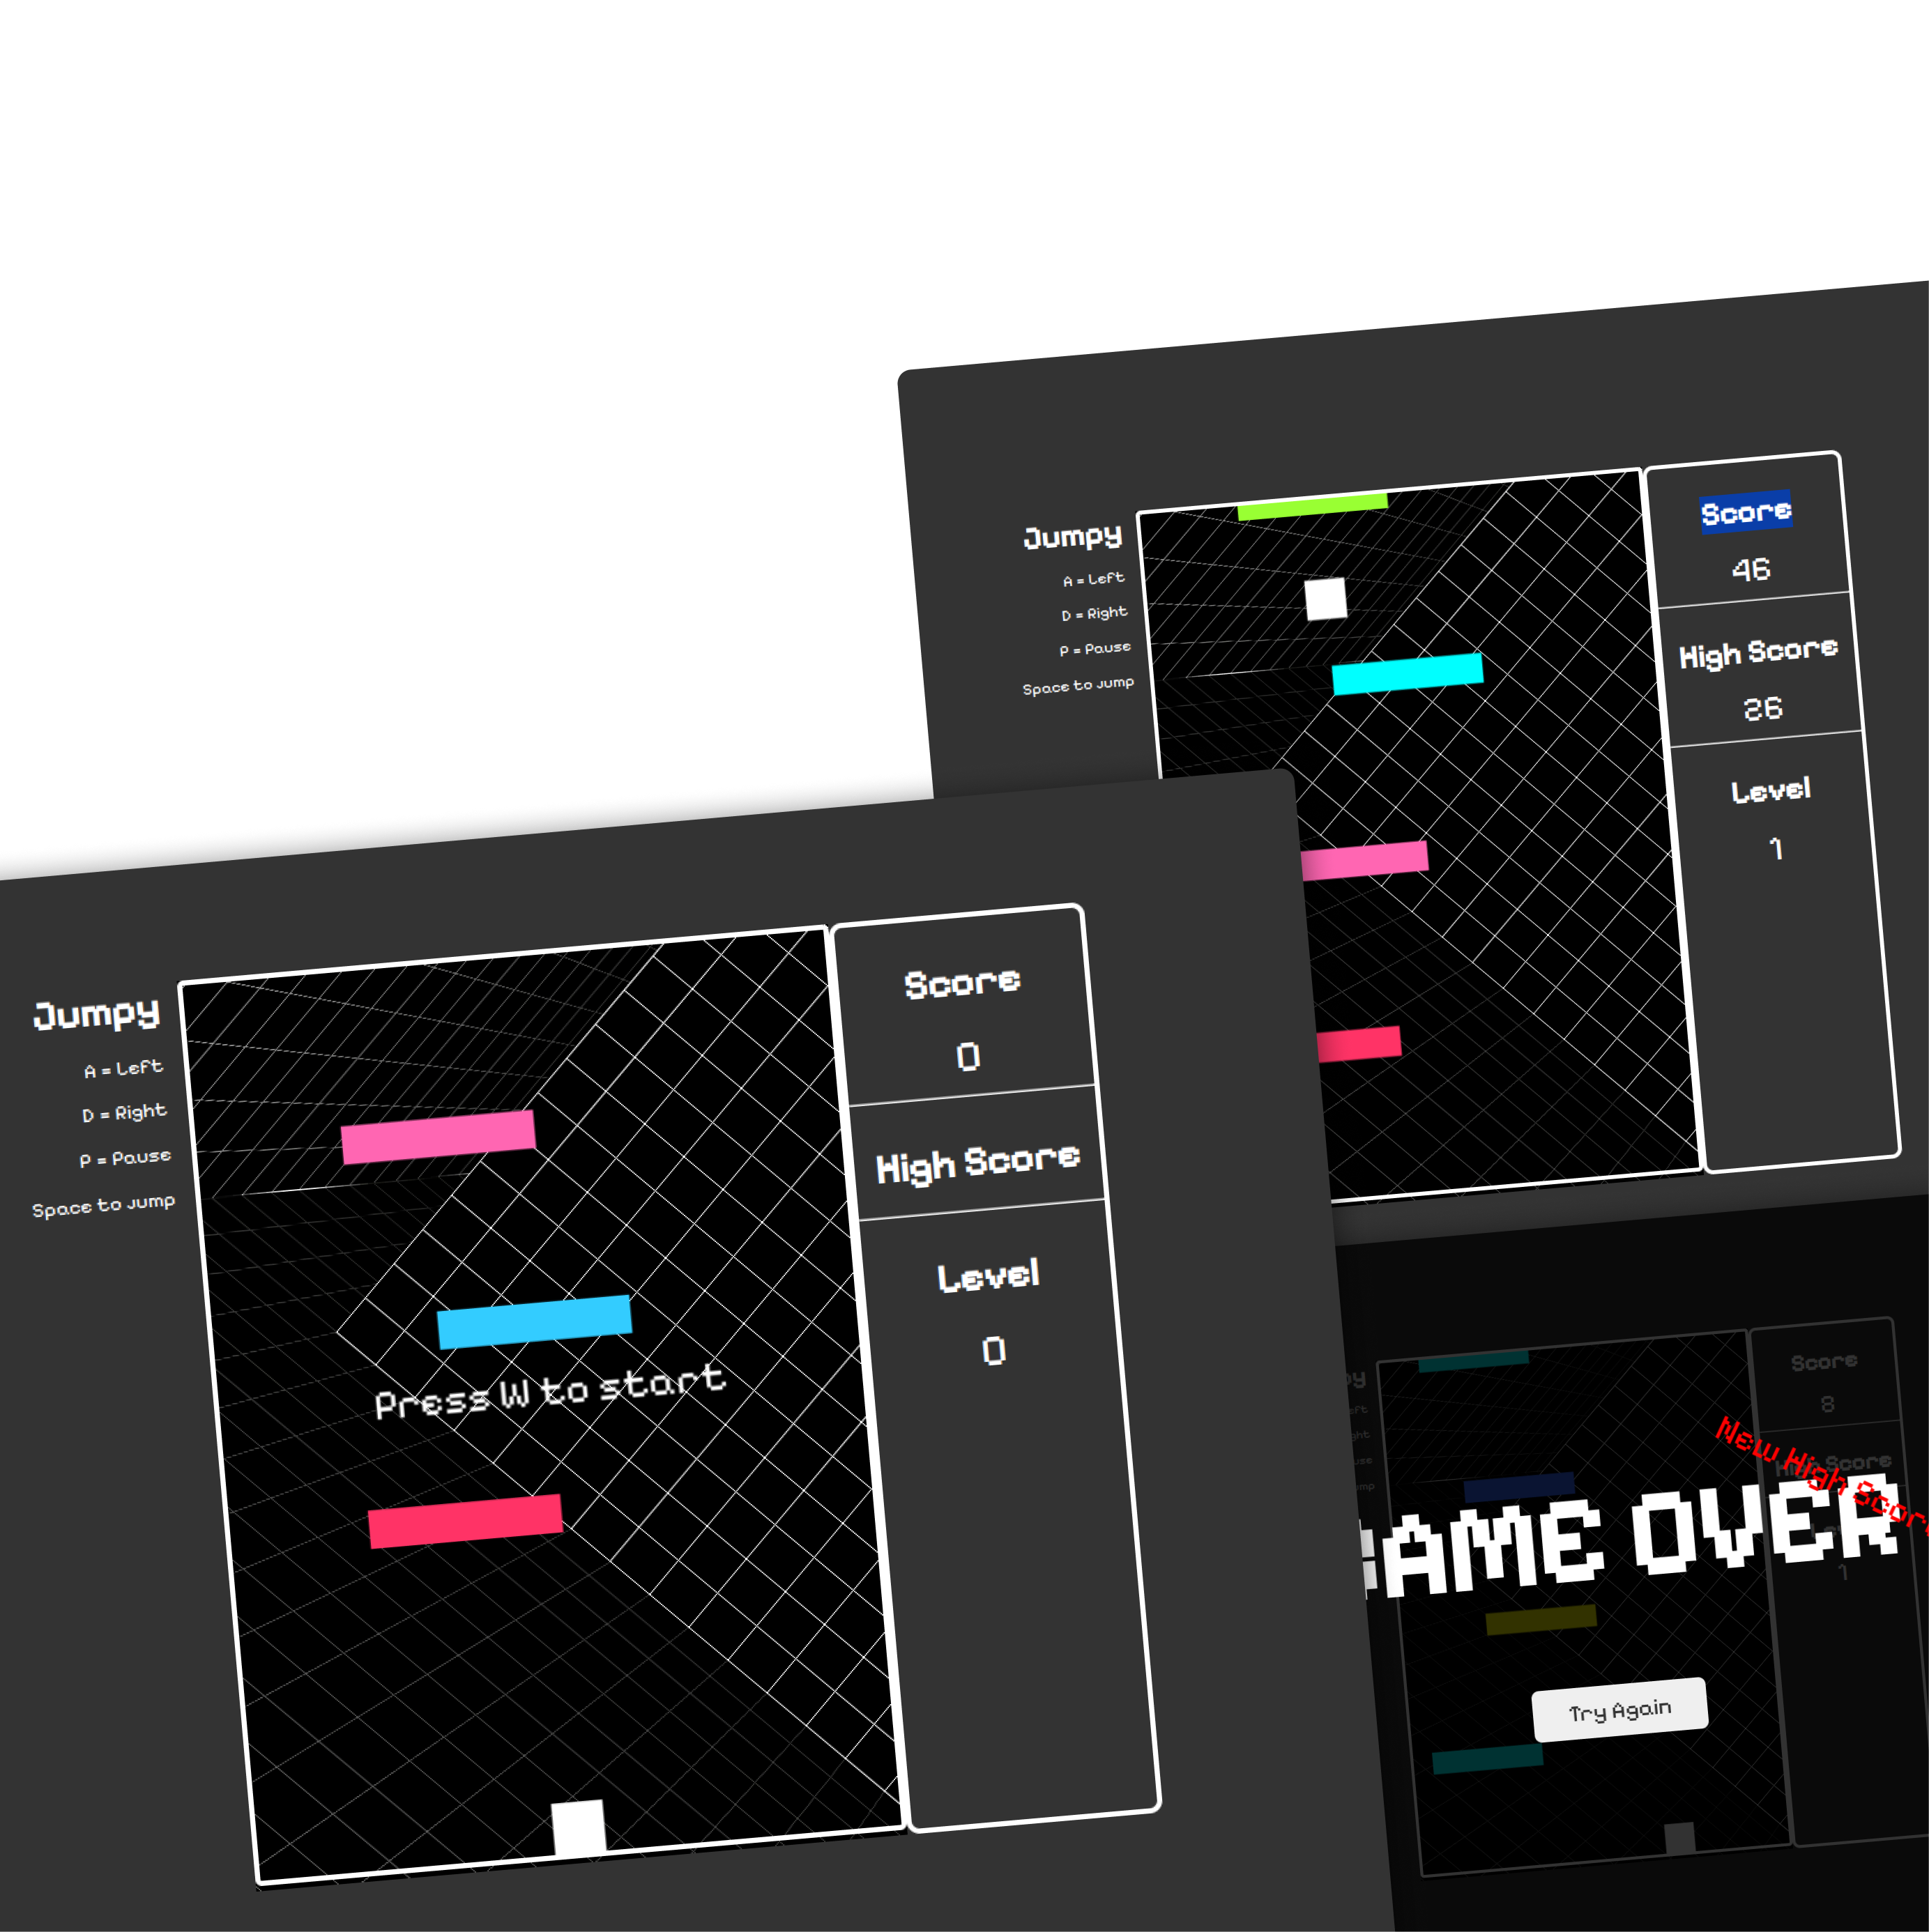 Jumpy
A = Left
D = Right
P = Pause
Space to jump
Score
46
High Score
26
Level
1
Jumpy
A = Left
D = Right
P = Pause
Space to jump
Press W to start
Score
0
High Score
Level
0
Score
8
High Score
New High Scor
GAME OVER
1
Try Again